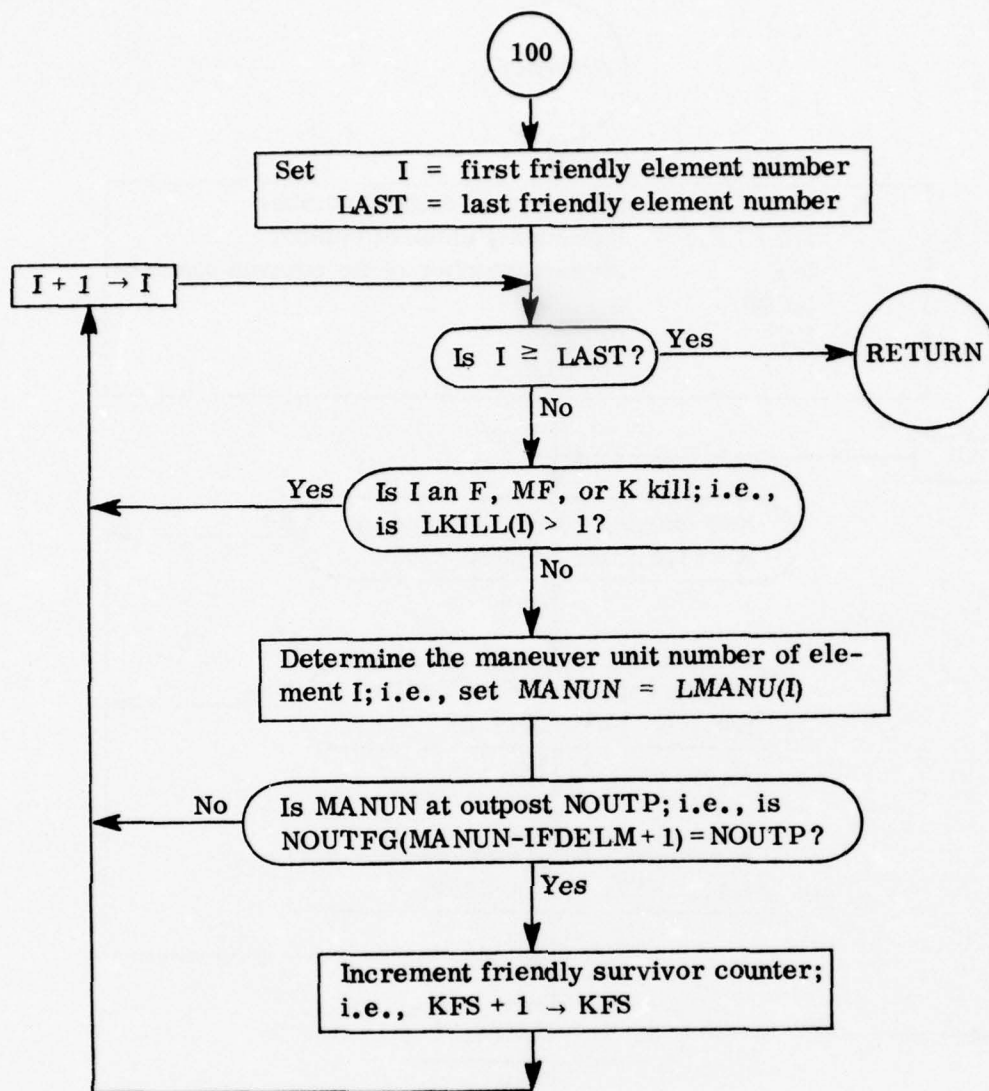 100
Set I = first friendly element number
LAST = last friendly element number
I + 1 → I
Is I ≥ LAST?
Yes
RETURN
No
Yes
Is I an F, MF, or K kill; i.e.,
is LKILL(I) > 1?
No
Determine the maneuver unit number of ele-
ment I; i.e., set MANUN = LMANU(I)
No
Is MANUN at outpost NOUTP; i.e., is
NOUTFG(MANUN-IFDELM+1)=NOUTP?
Yes
Increment friendly survivor counter;
i.e., KFS + 1 → KFS